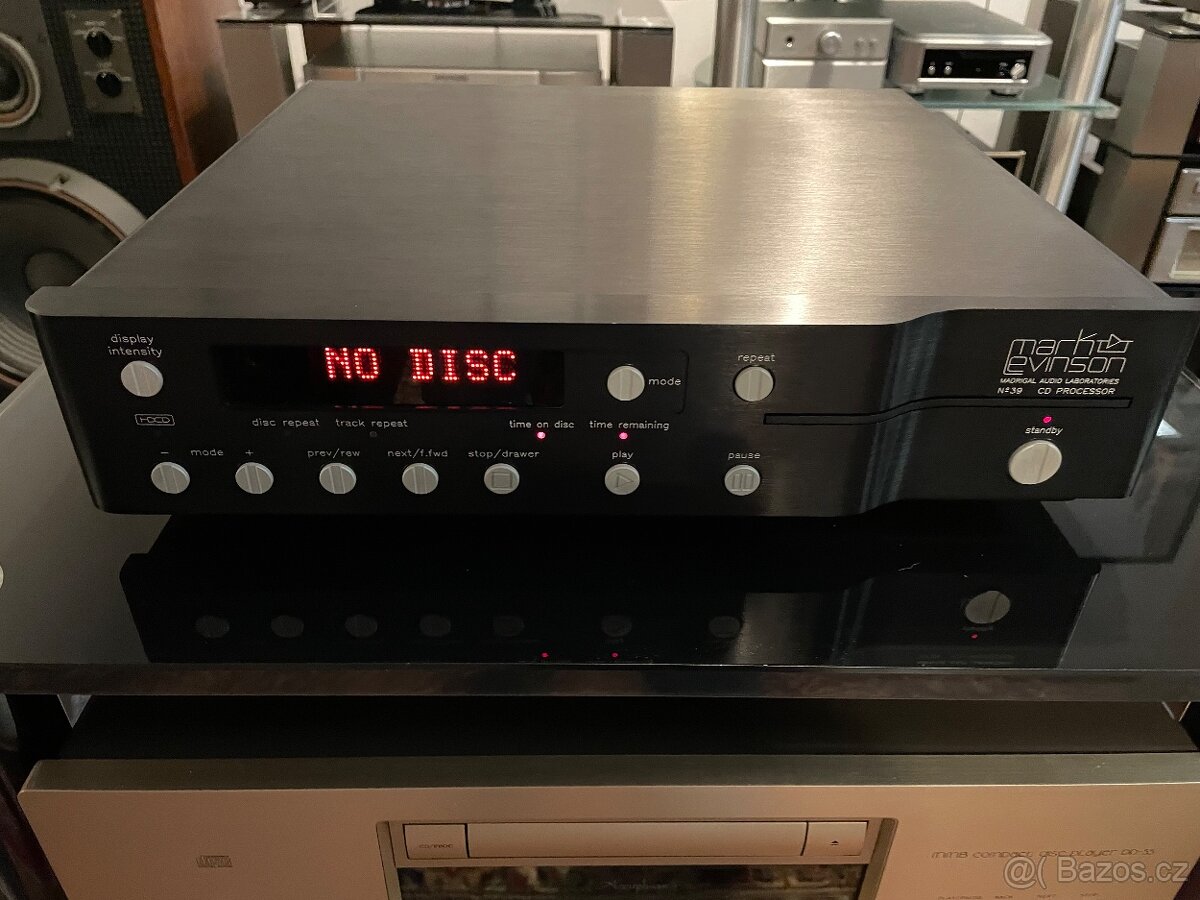 display
intensity
NO DISC
mode
repeat
mark
Levinson
MADRIGAL AUDIO LABORATORIES
Nº39 CD PROCESSOR
HDCD
disc repeat track repeat
time on disc time remaining
standby
− mode +
prev/rew
next/f.fwd
stop/drawer
play
pause
MMB compact disc player DP-55
@( Bazos.cz